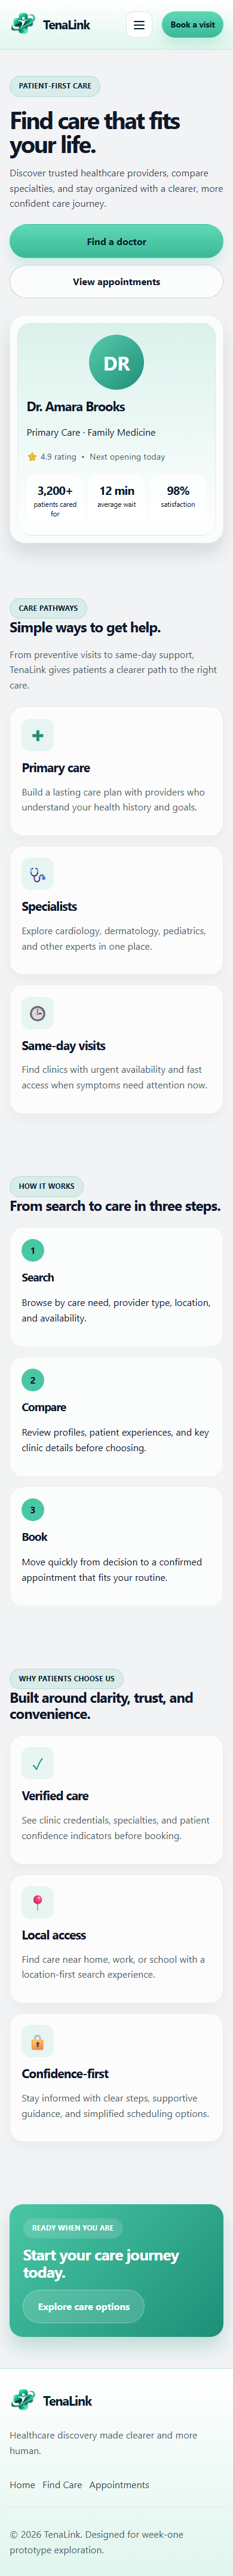 TenaLink
Book a visit
PATIENT-FIRST CARE
Find care that fits
your life.
Discover trusted healthcare providers, compare
specialties, and stay organized with a clearer, more
confident care journey.
Find a doctor
View appointments
DR
Dr. Amara Brooks
Primary Care · Family Medicine
4.9 rating • Next opening today
3,200+
patients cared
for
12 min
average wait
98%
satisfaction
CARE PATHWAYS
Simple ways to get help.
From preventive visits to same-day support,
TenaLink gives patients a clearer path to the right
care.
Primary care
Build a lasting care plan with providers who
understand your health history and goals.
Specialists
Explore cardiology, dermatology, pediatrics,
and other experts in one place.
Same-day visits
Find clinics with urgent availability and fast
access when symptoms need attention now.
HOW IT WORKS
From search to care in three steps.
1
Search
Browse by care need, provider type, location,
and availability.
2
Compare
Review profiles, patient experiences, and key
clinic details before choosing.
3
Book
Move quickly from decision to a confirmed
appointment that fits your routine.
WHY PATIENTS CHOOSE US
Built around clarity, trust, and
convenience.
Verified care
See clinic credentials, specialties, and patient
confidence indicators before booking.
Local access
Find care near home, work, or school with a
location-first search experience.
Confidence-first
Stay informed with clear steps, supportive
guidance, and simplified scheduling options.
READY WHEN YOU ARE
Start your care journey
today.
Explore care options
TenaLink
Healthcare discovery made clearer and more
human.
Home Find Care Appointments
© 2026 TenaLink. Designed for week-one
prototype exploration.